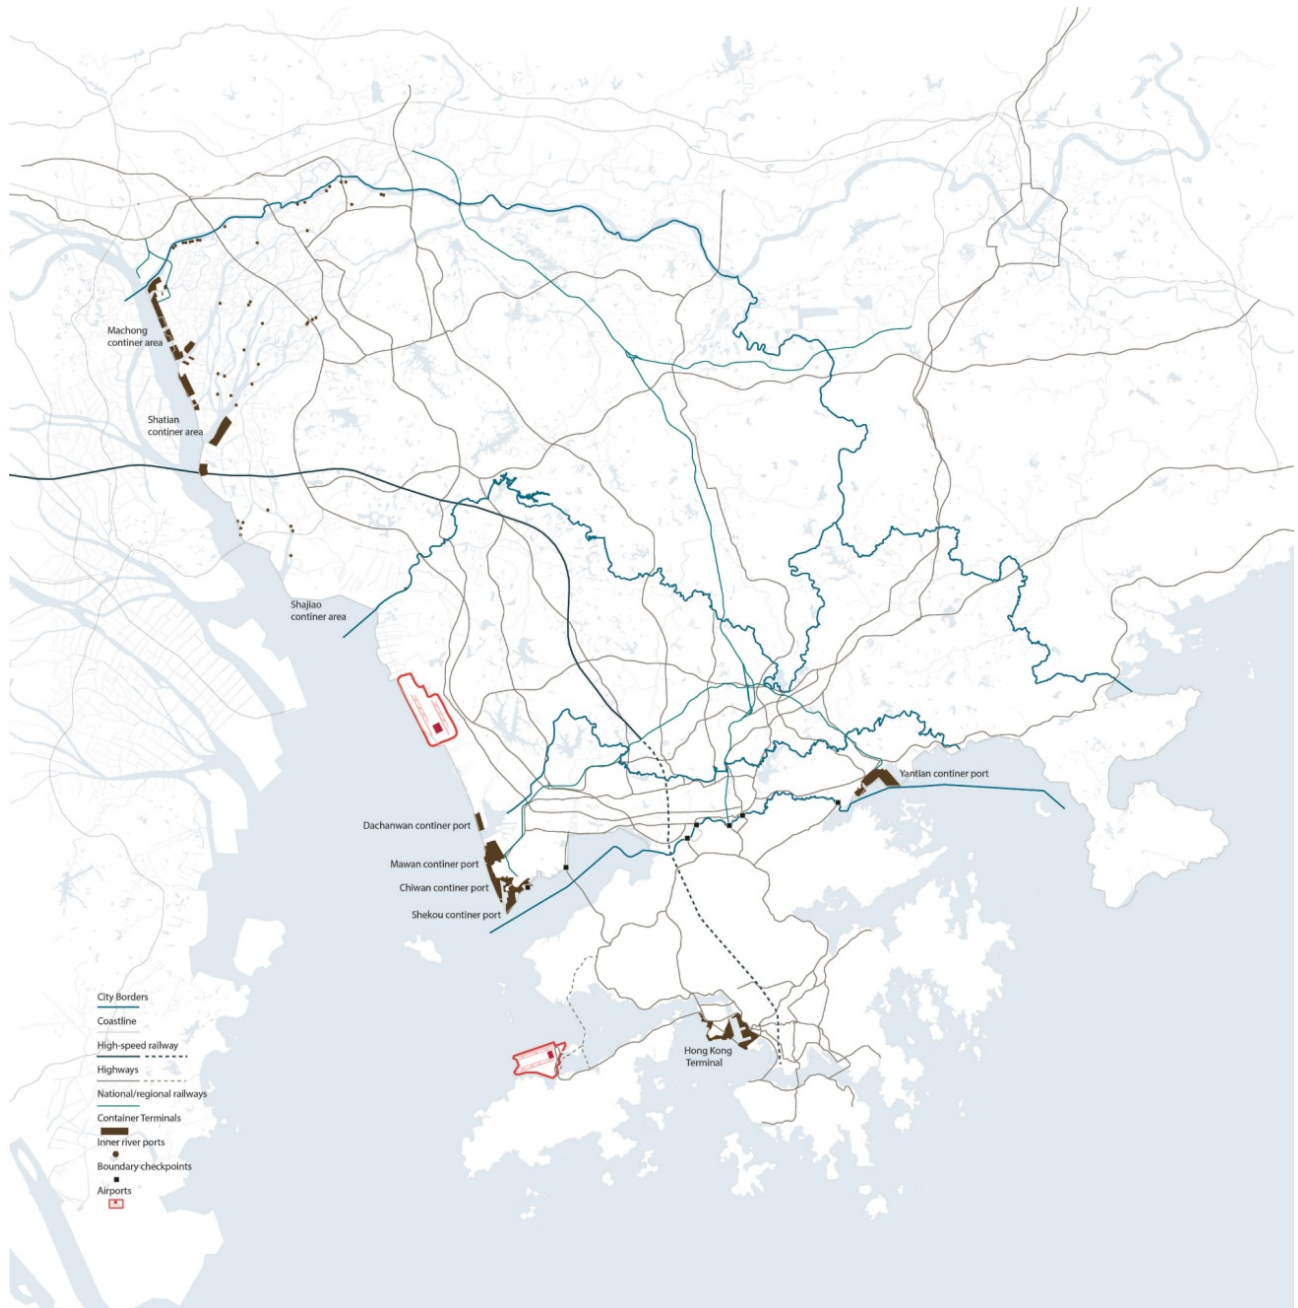 Machong
continer area
Shatian
continer area
Shajiao
continer area
Yantian continer port
Dachanwan continer port
Mawan continer port
Chiwan continer port
Shekou continer port
Hong Kong
Terminal
City Borders
Coastline
High-speed railway
Highways
National/regional railways
Container Terminals
Inner river ports
Boundary checkpoints
Airports